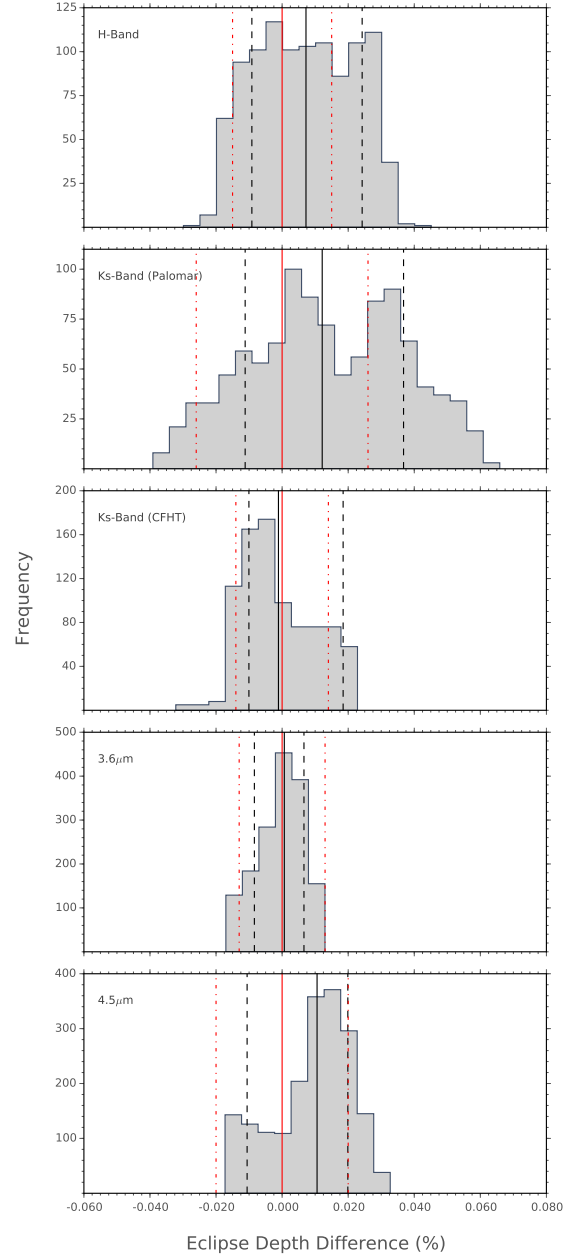 125
100
75
50
25
H-Band
100
75
50
25
Ks-Band (Palomar)
200
160
120
80
40
Ks-Band (CFHT)
Frequency
500
400
300
200
100
3.6μm
400
300
200
100
4.5μm
-0.060 -0.040 -0.020 0.000 0.020 0.040 0.060 0.080
Eclipse Depth Difference (%)